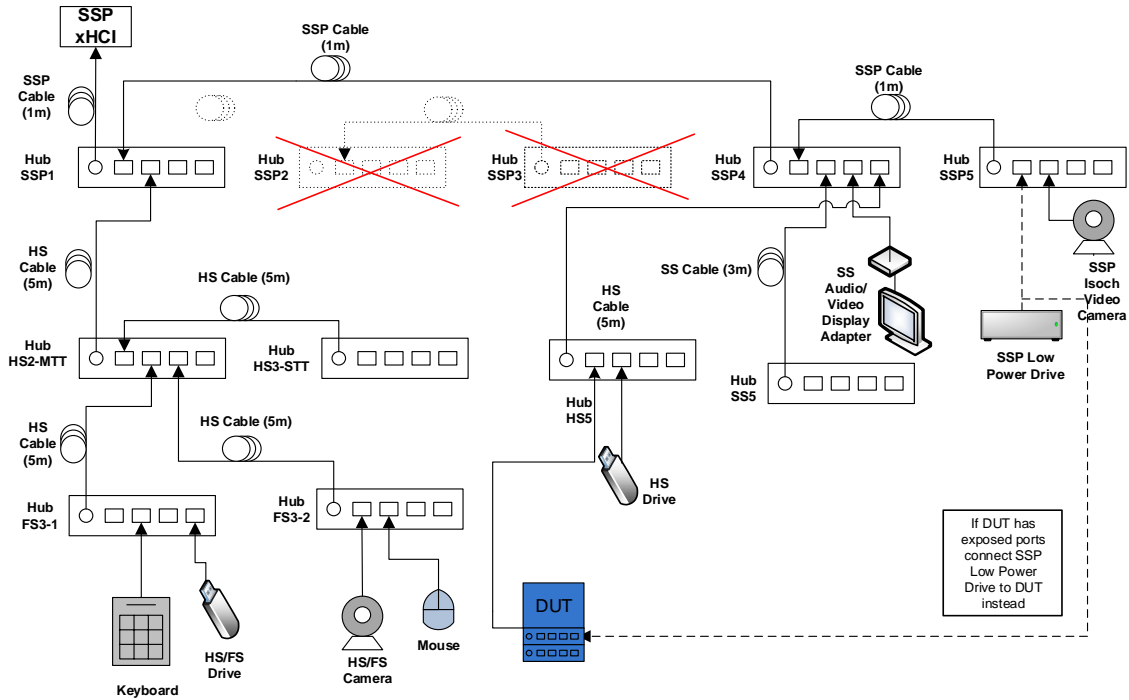 SSP
xHCI
SSP Cable
(1m)
SSP Cable
(1m)
SSP
Cable
(1m)
Hub
SSP1
Hub
SSP2
Hub
SSP3
Hub
SSP4
Hub
SSP5
HS
Cable
(5m)
HS Cable (5m)
HS
Cable
(5m)
SS Cable (3m)
SS
Audio/
Video
Display
Adapter
SSP
Isoch
Video
Camera
SSP Low
Power Drive
Hub
HS2-MTT
Hub
HS3-STT
Hub
HS5
Hub
SS5
HS
Cable
(5m)
HS Cable (5m)
HS
Drive
Hub
FS3-1
Hub
FS3-2
If DUT has
exposed ports
connect SSP
Low Power
Drive to DUT
instead
DUT
Keyboard
HS/FS
Drive
HS/FS
Camera
Mouse